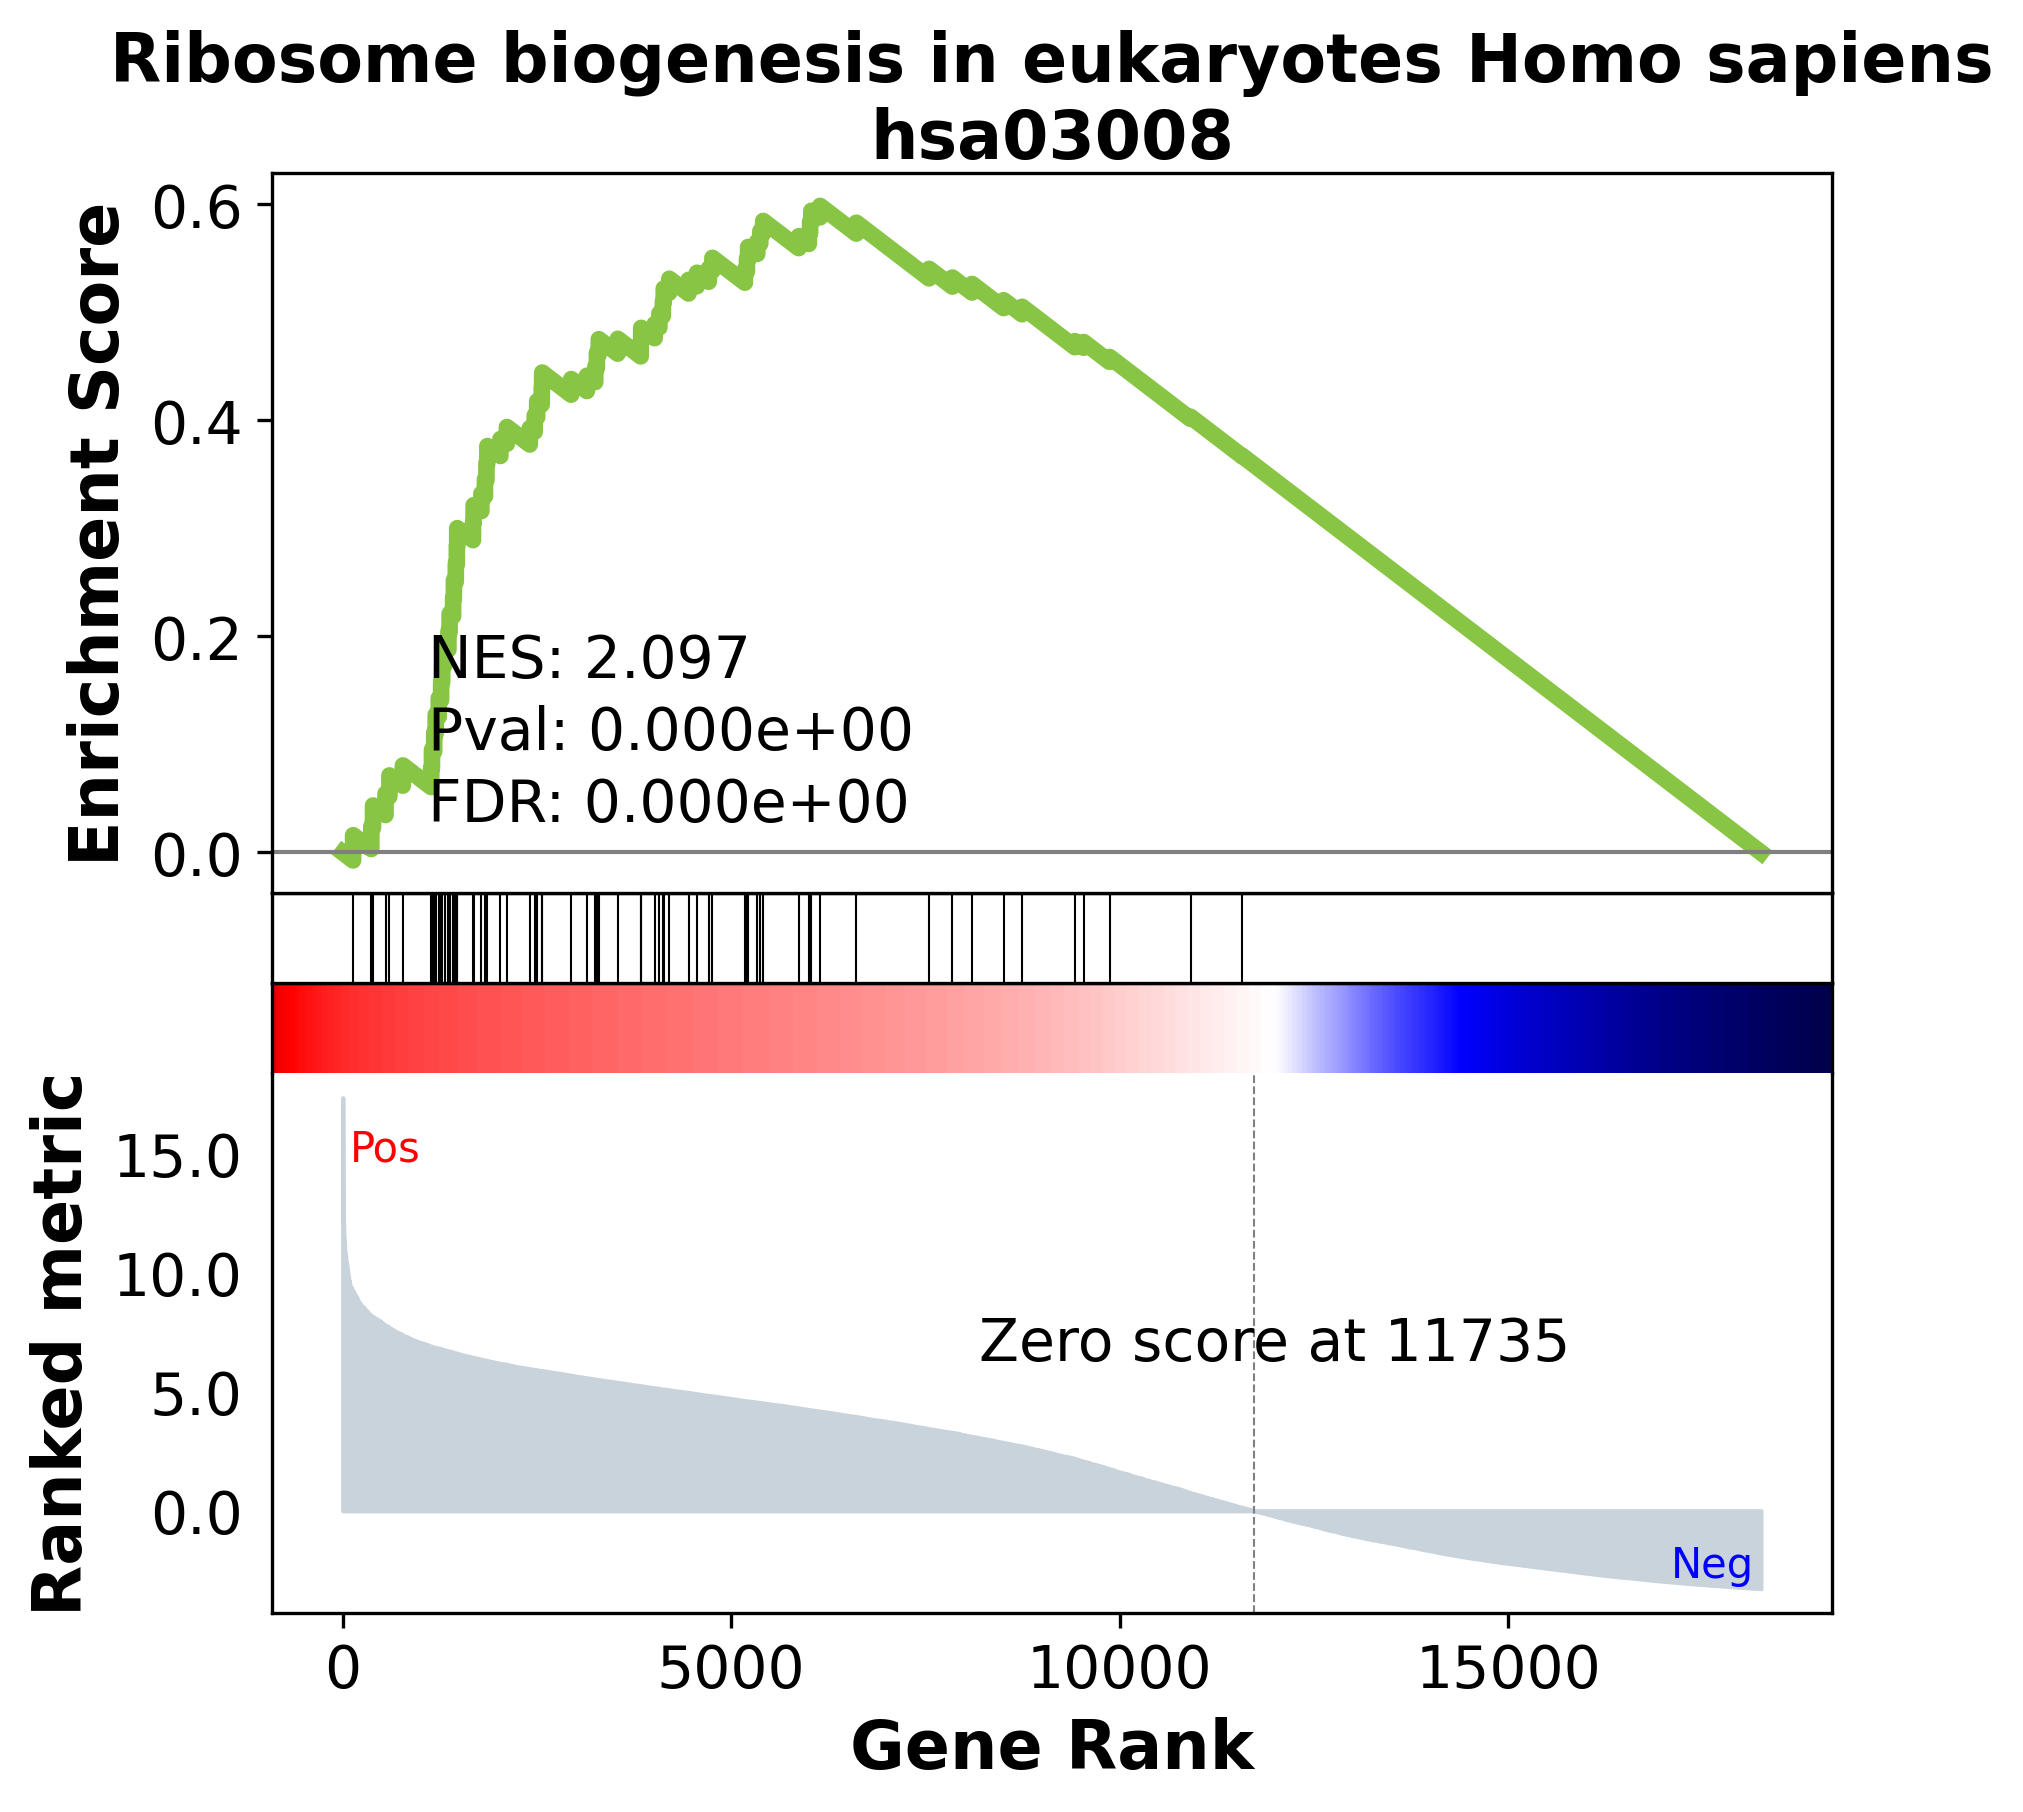 Ribosome biogenesis in eukaryotes Homo sapiens
hsa03008
Enrichment Score
0.6
0.4
0.2
0.0
NES: 2.097
Pval: 0.000e+00
FDR: 0.000e+00
Ranked metric
15.0
10.0
5.0
0.0
Pos
Zero score at 11735
Neg
0 5000 10000 15000
Gene Rank